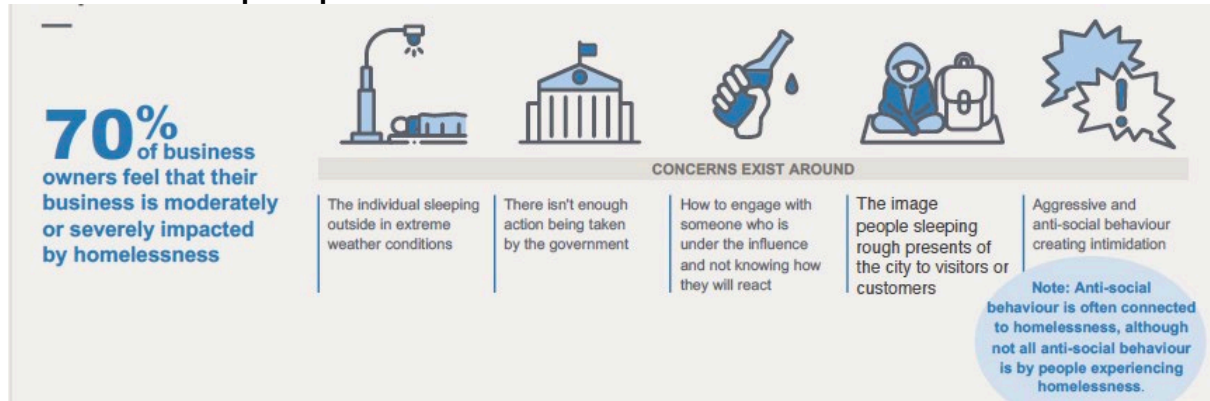 70%
of business
owners feel that their
business is moderately
or severely impacted
by homelessness
CONCERNS EXIST AROUND
The individual sleeping
outside in extreme
weather conditions
There isn't enough
action being taken
by the government
How to engage with
someone who is
under the influence
and not knowing how
they will react
The image
people sleeping
rough presents of
the city to visitors or
customers
Aggressive and
anti-social behaviour
creating intimidation
Note: Anti-social
behaviour is often connected
to homelessness, although
not all anti-social behaviour
is by people experiencing
homelessness.